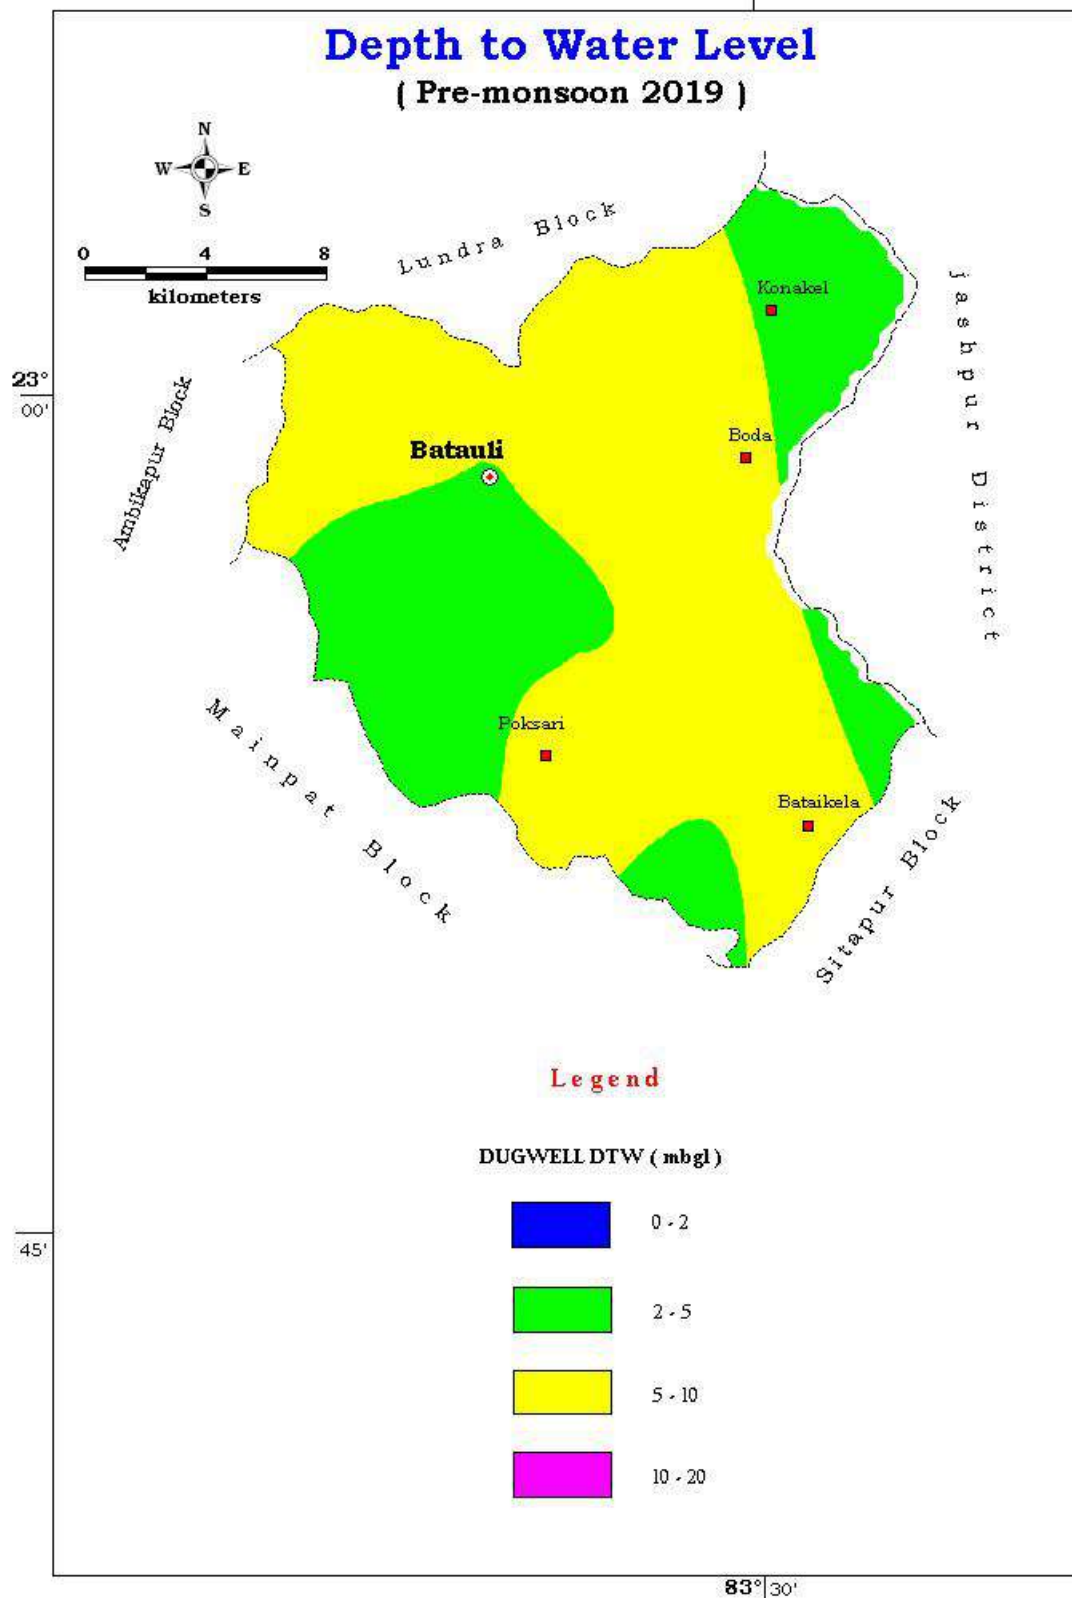 Depth to Water Level
( Pre-monsoon 2019 )
N
W E
S
0 4 8
kilometers
Lundra Block
jashpur District
Konakel
23°
00'
Ambikapur Block
Boda
Batauli
Mainpat Block
Poksari
Bataikela
Sitapur Block
Legend
DUGWELL DTW ( mbgl )
0 - 2
45'
2 - 5
5 - 10
10 - 20
83° 30'